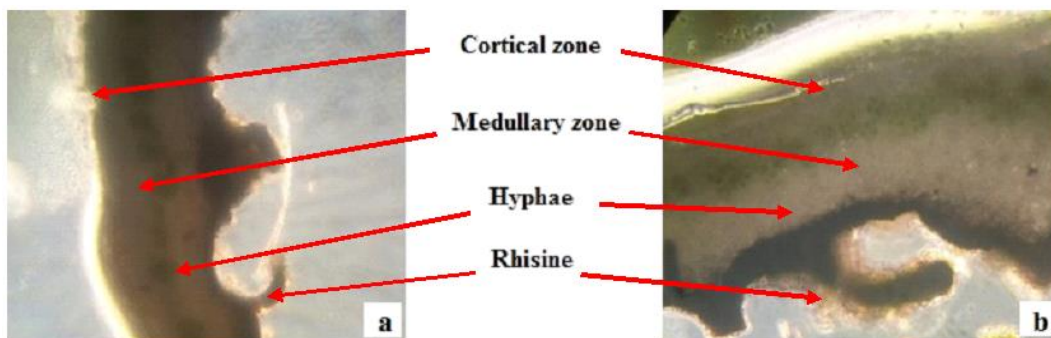 Cortical zone
Medullary zone
Hyphae
Rhisine
a
b